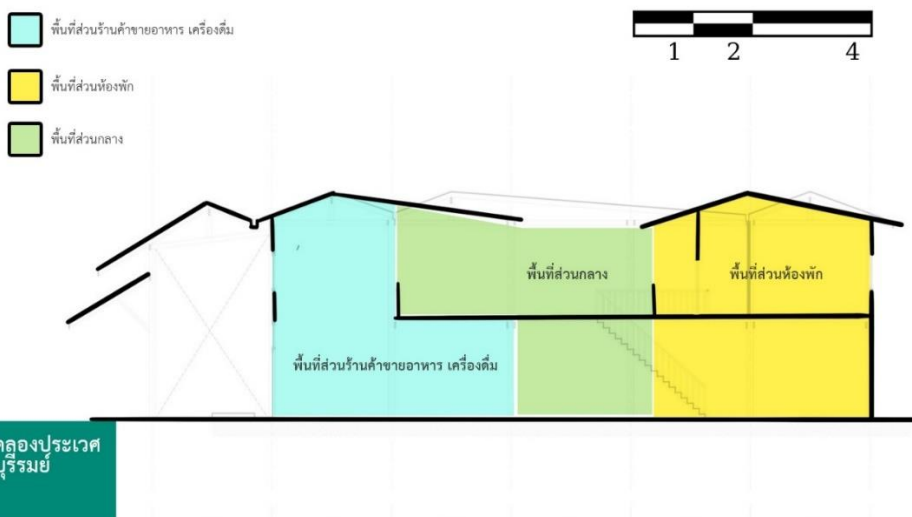 พื้นที่ส่วนร้านค้าขายอาหาร เครื่องดื่ม
พื้นที่ส่วนห้องพัก
พื้นที่ส่วนกลาง
1 2 4
พื้นที่ส่วนกลาง
พื้นที่ส่วนห้องพัก
พื้นที่ส่วนร้านค้าขายอาหาร เครื่องดื่ม
คลองประเวศ
บุรีรมย์